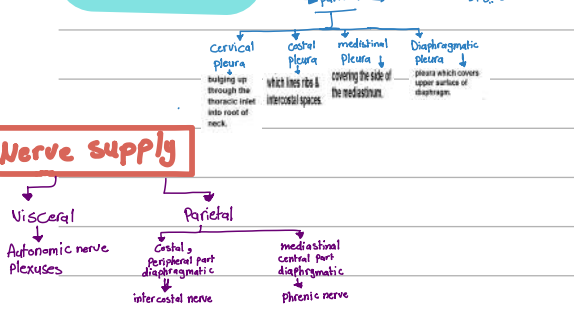 Cervical
pleura
bulging up
through the
thoracic inlet
into root of
neck.
costal
pleura
which lines ribs &
intercostal spaces.
medistinal
pleura
covering the side of
the mediastinum.
Diaphragmatic
pleura
pleura which covers
upper surface of
diaphragm.
Nerve supply
Visceral
Autonomic nerve
plexuses
Parietal
Costal,
Peripheral part
diaphragmatic
intercostal nerve
mediastinal
central part
diaphrgmatic
Phrenic nerve